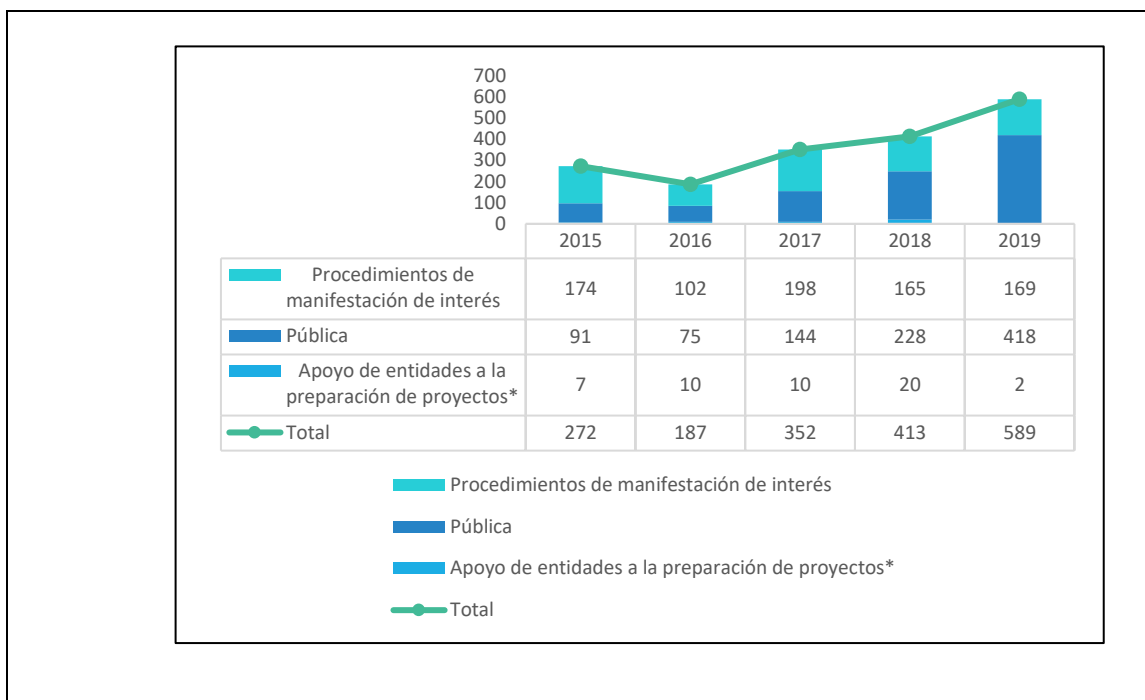 700
600
500
400
300
200
100
0
2015 2016 2017 2018 2019
Procedimientos de
manifestación de interés 174 102 198 165 169
Pública 91 75 144 228 418
Apoyo de entidades a la
preparación de proyectos* 7 10 10 20 2
Total 272 187 352 413 589
Procedimientos de manifestación de interés
Pública
Apoyo de entidades a la preparación de proyectos*
Total